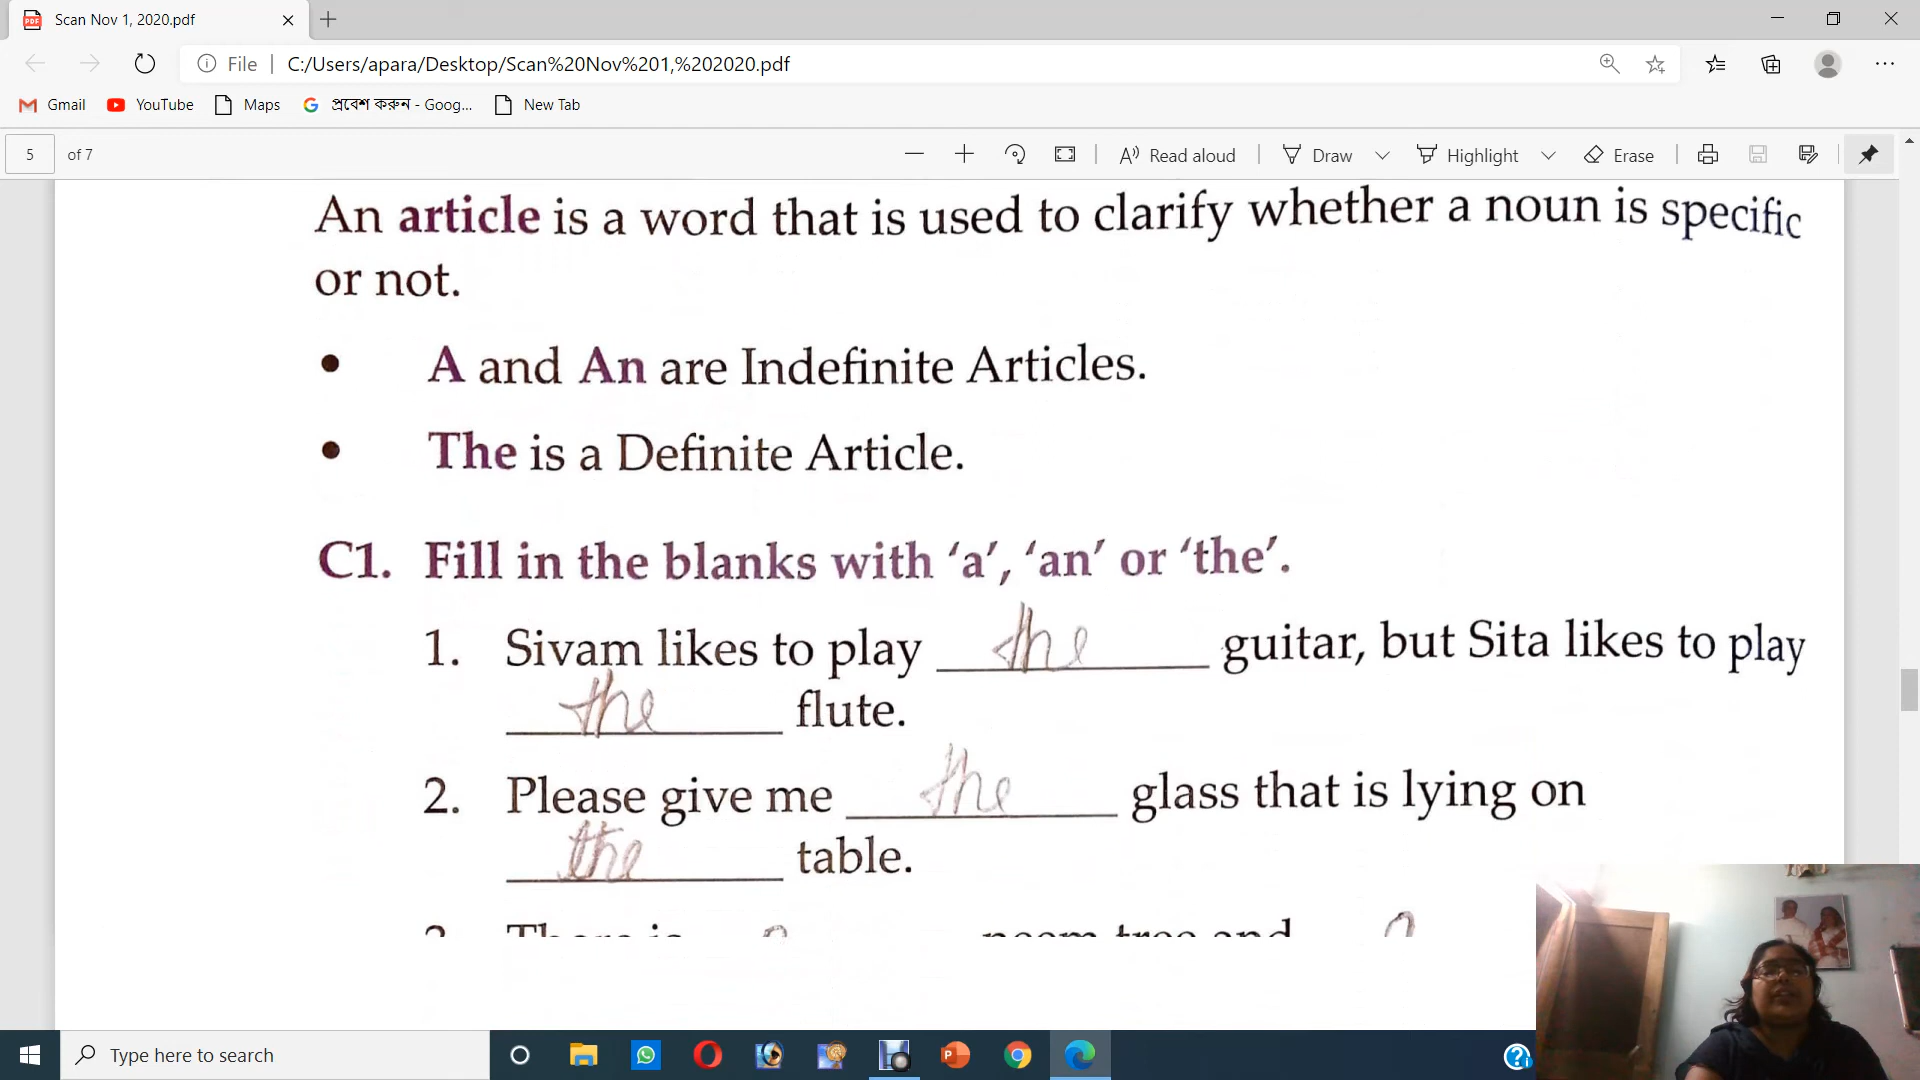 Scan Nov 1, 2020.pdf
File C:/Users/apara/Desktop/Scan%20Nov%201,%202020.pdf
Gmail YouTube Maps প্রবেশ করুন - Goog... New Tab
5 of 7 Read aloud Draw Highlight Erase
An article is a word that is used to clarify whether a noun is specific
or not.
• A and An are Indefinite Articles.
• The is a Definite Article.
C1. Fill in the blanks with ‘a’, ‘an’ or ‘the’.
1. Sivam likes to play the guitar, but Sita likes to play
the flute.
2. Please give me the glass that is lying on
the table.
Type here to search